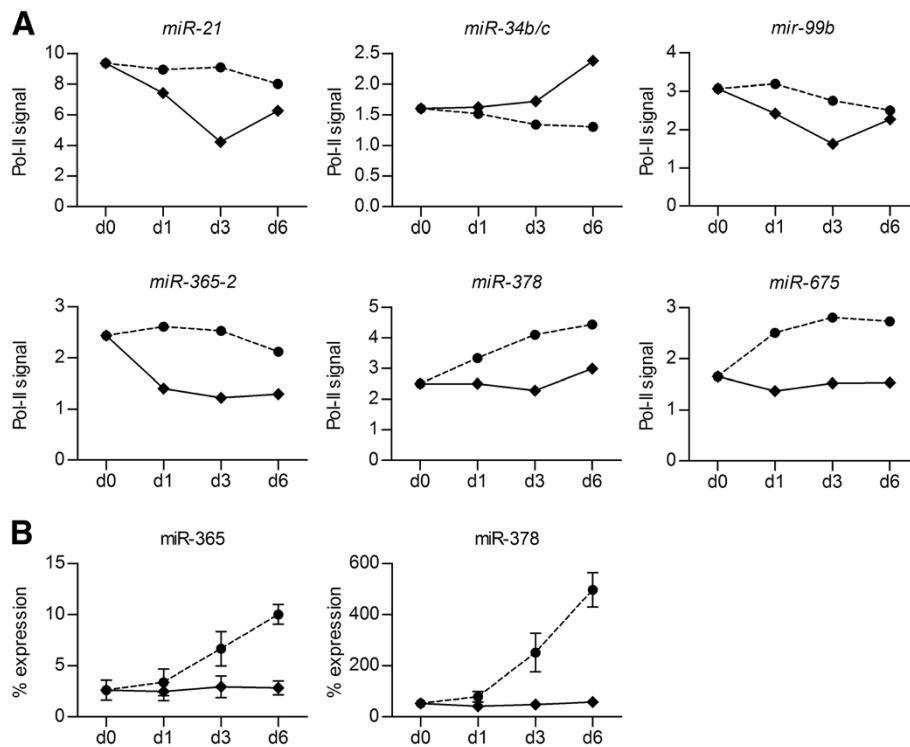 A
miR-21
Pol-II signal
10
8
6
4
2
0
d0 d1 d3 d6
miR-34b/c
Pol-II signal
2.5
2.0
1.5
1.0
0.5
0.0
d0 d1 d3 d6
mir-99b
Pol-II signal
4
3
2
1
0
d0 d1 d3 d6
miR-365-2
Pol-II signal
3
2
1
0
d0 d1 d3 d6
miR-378
Pol-II signal
5
4
3
2
1
0
d0 d1 d3 d6
miR-675
Pol-II signal
3
2
1
0
d0 d1 d3 d6
B
miR-365
% expression
15
10
5
0
d0 d1 d3 d6
miR-378
% expression
600
400
200
0
d0 d1 d3 d6